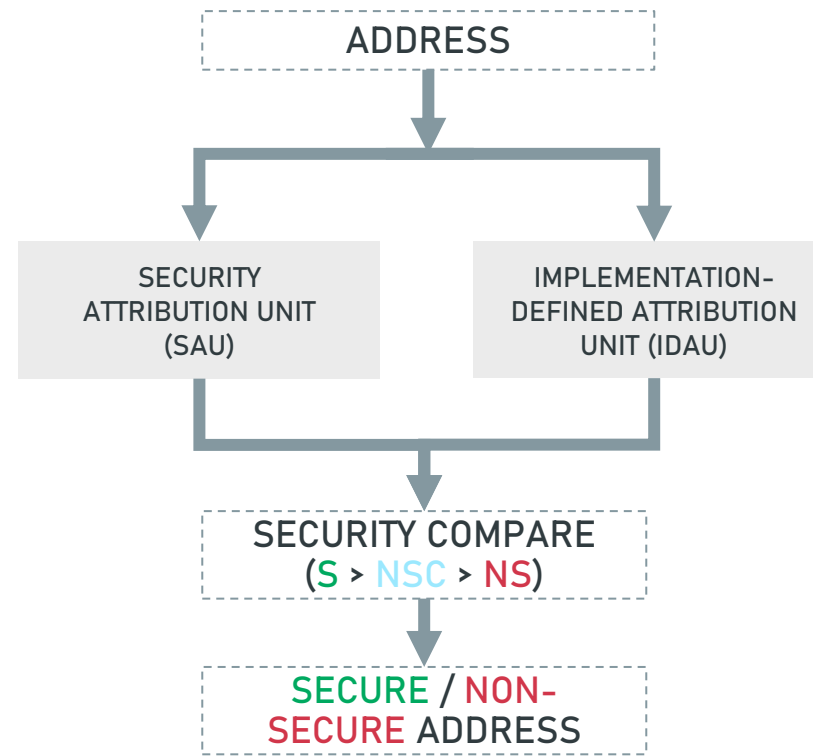 ADDRESS
SECURITY
ATTRIBUTION UNIT
(SAU)
IMPLEMENTATION-
DEFINED ATTRIBUTION
UNIT (IDAU)
SECURITY COMPARE
(S > NSC > NS)
SECURE / NON-
SECURE ADDRESS